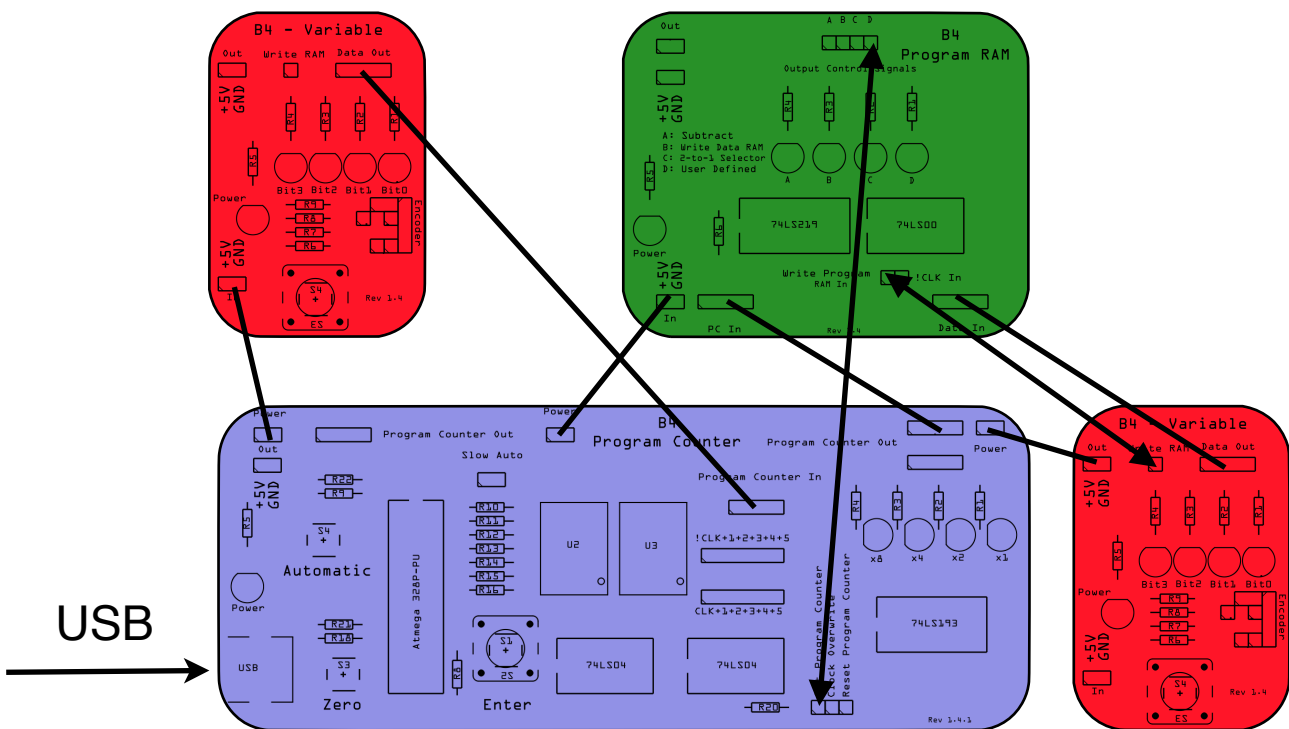 B4 - Variable
Out
Write RAM
Data Out
+5V
GND
R4
R3
R2
R1
R5
Bit3
Bit2
Bit1
Bit0
Power
R9
R8
R7
R6
Encoder
+5V
GND
In
S4
ES
Rev 1.4
Out
A B C D
B4
Program RAM
Output Control Signals
+5V
GND
R4
R3
R1
A: Subtract
B: Write Data RAM
C: 2-to-1 Selector
D: User Defined
R5
A
B
C
D
R6
74LS219
74LS00
Power
+5V
GND
Write Program
RAM In
!CLK In
In
PC In
Rev 1.4
Data In
Power
Out
Program Counter Out
Power
B4
Program Counter
Program Counter Out
Power
+5V
GND
Slow Auto
Program Counter In
R22
R9
R5
S4
Automatic
Power
Atmega 328P-PU
R10
R11
R12
R13
R14
R15
R16
U2
U3
!CLK+1+2+3+4+5
CLK+1+2+3+4+5
R4
R3
R2
R1
x8
x4
x2
x1
74LS193
USB
USB
R21
R18
S3
Zero
R8
S1
S2
Enter
74LS04
74LS04
R20
Program Counter
Clock Overwrite
Reset Program Counter
Rev 1.4.1
B4 - Variable
Out
Write RAM
Data Out
+5V
GND
R4
R3
R2
R1
R5
Bit3
Bit2
Bit1
Bit0
Power
R9
R8
R7
R6
Encoder
+5V
GND
In
S4
ES
Rev 1.4